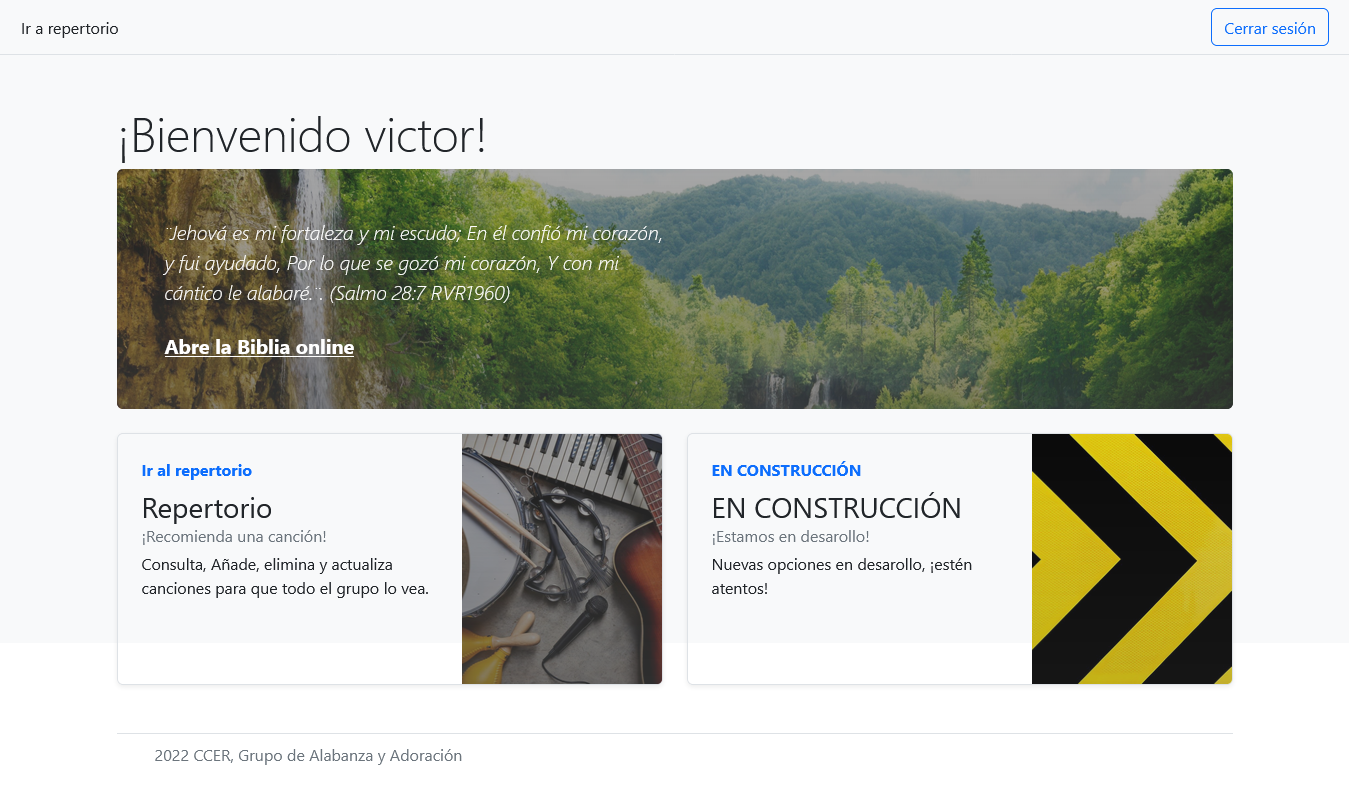 Ir a repertorio
Cerrar sesión
¡Bienvenido victor!
¨Jehová es mi fortaleza y mi escudo; En él confió mi corazón,
y fui ayudado, Por lo que se gozó mi corazón, Y con mi
cántico le alabaré.¨. (Salmo 28:7 RVR1960)
Abre la Biblia online
Ir al repertorio
Repertorio
¡Recomienda una canción!
Consulta, Añade, elimina y actualiza
canciones para que todo el grupo lo vea.
EN CONSTRUCCIÓN
EN CONSTRUCCIÓN
¡Estamos en desarollo!
Nuevas opciones en desarollo, ¡estén
atentos!
2022 CCER, Grupo de Alabanza y Adoración